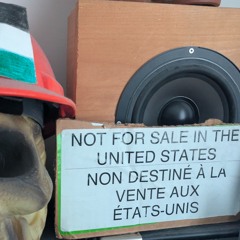 NOT FOR SALE IN THE
UNITED STATES
NON DESTINÉ À LA
VENTE AUX
ÉTATS-UNIS